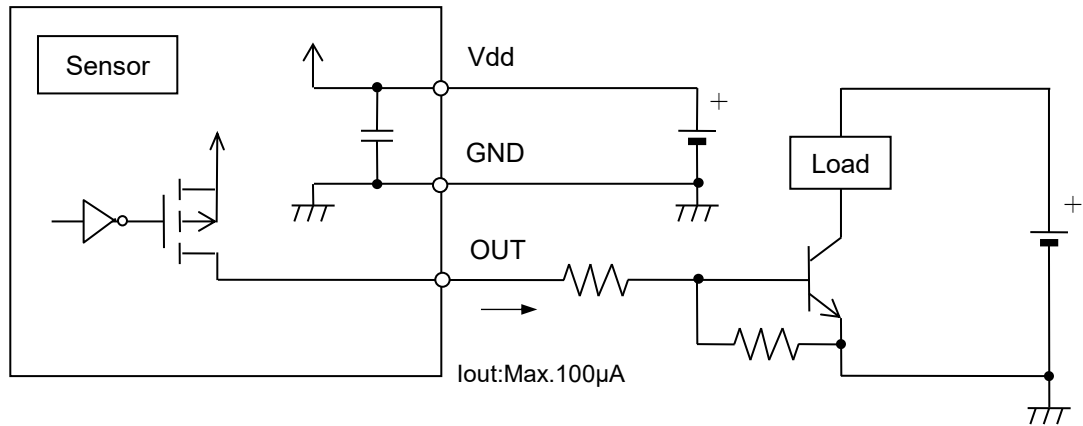 Sensor
Vdd
+
GND
Load
+
OUT
Iout:Max.100µA